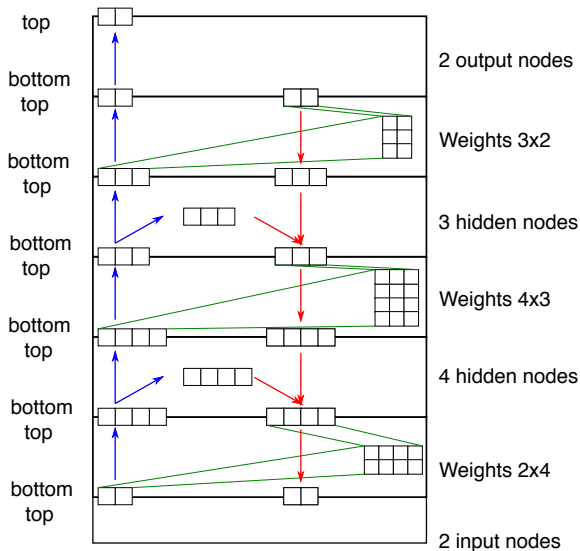 top
2 output nodes
bottom
top
Weights 3x2
bottom
top
3 hidden nodes
bottom
top
Weights 4x3
bottom
top
4 hidden nodes
bottom
top
Weights 2x4
bottom
top
2 input nodes